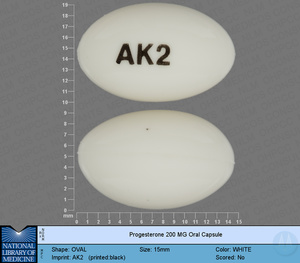 19
18
17
16
15
14
13
12
11
10
AK2
9
8
7
6
5
4
3
2
1
0
mm
0 1 2 3 4 5 6 7 8 9 10 11 12 13 14 15
Progesterone 200 MG Oral Capsule
NATIONAL
LIBRARY OF
MEDICINE
Shape: OVAL Size: 15mm Color: WHITE
Imprint: AK2 (printed;black) Scored: No